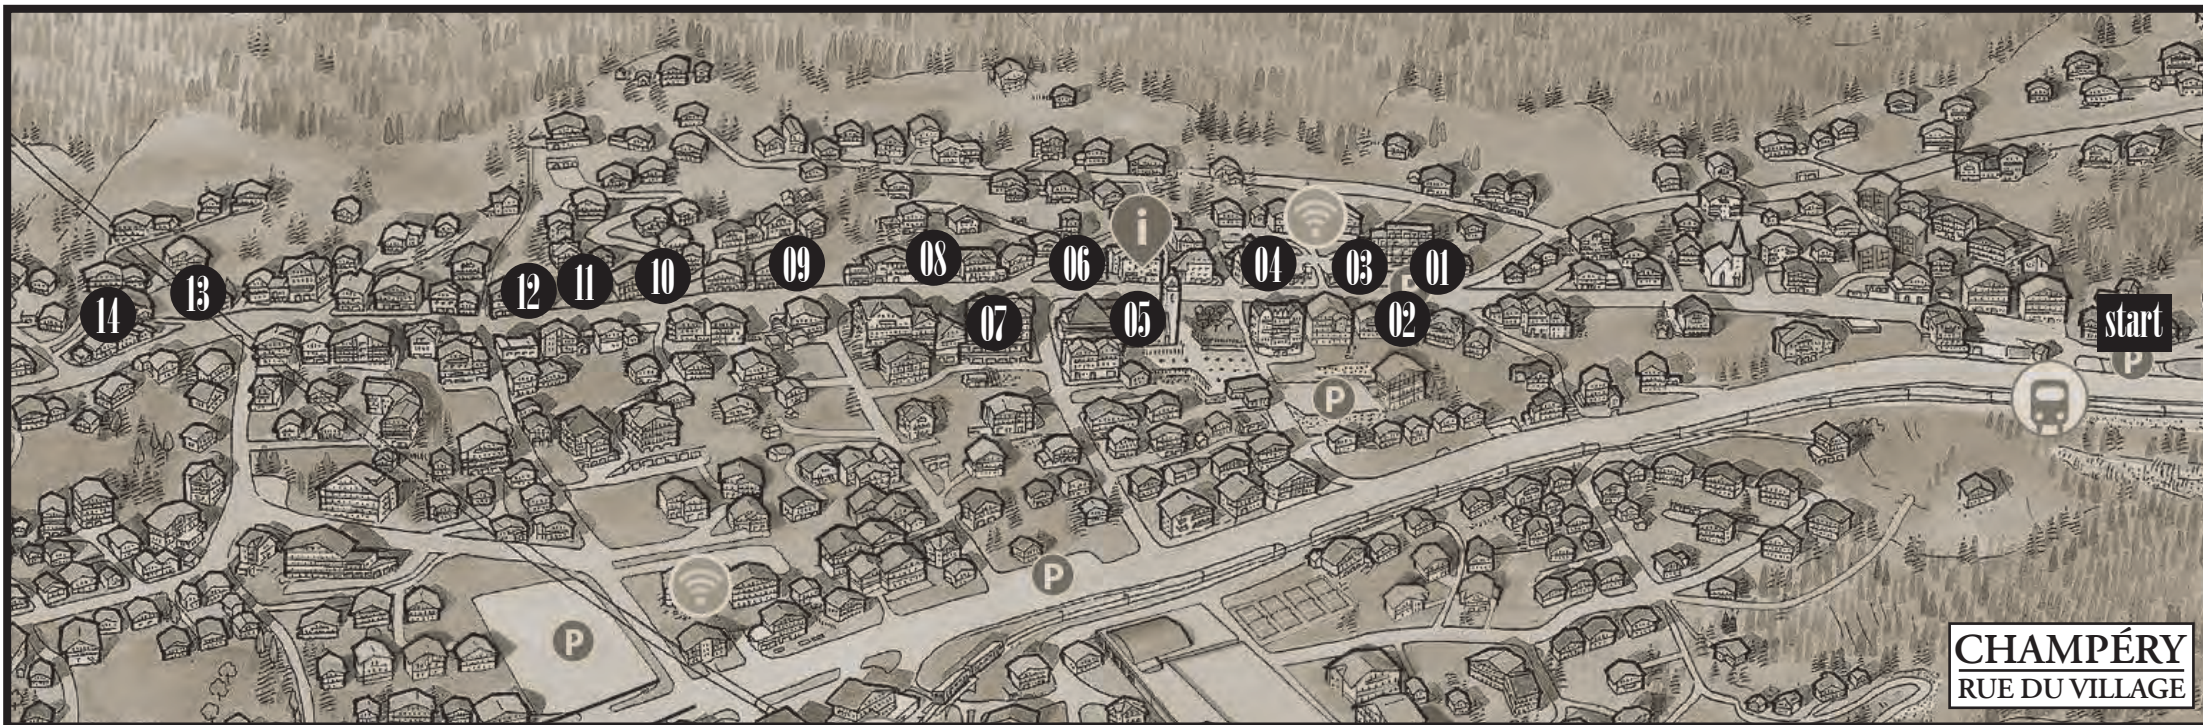 i
04
03
01
06
08
09
10
11
12
13
14
05
07
02
start
P
P
P
P
P
CHAMPÉRY
RUE DU VILLAGE